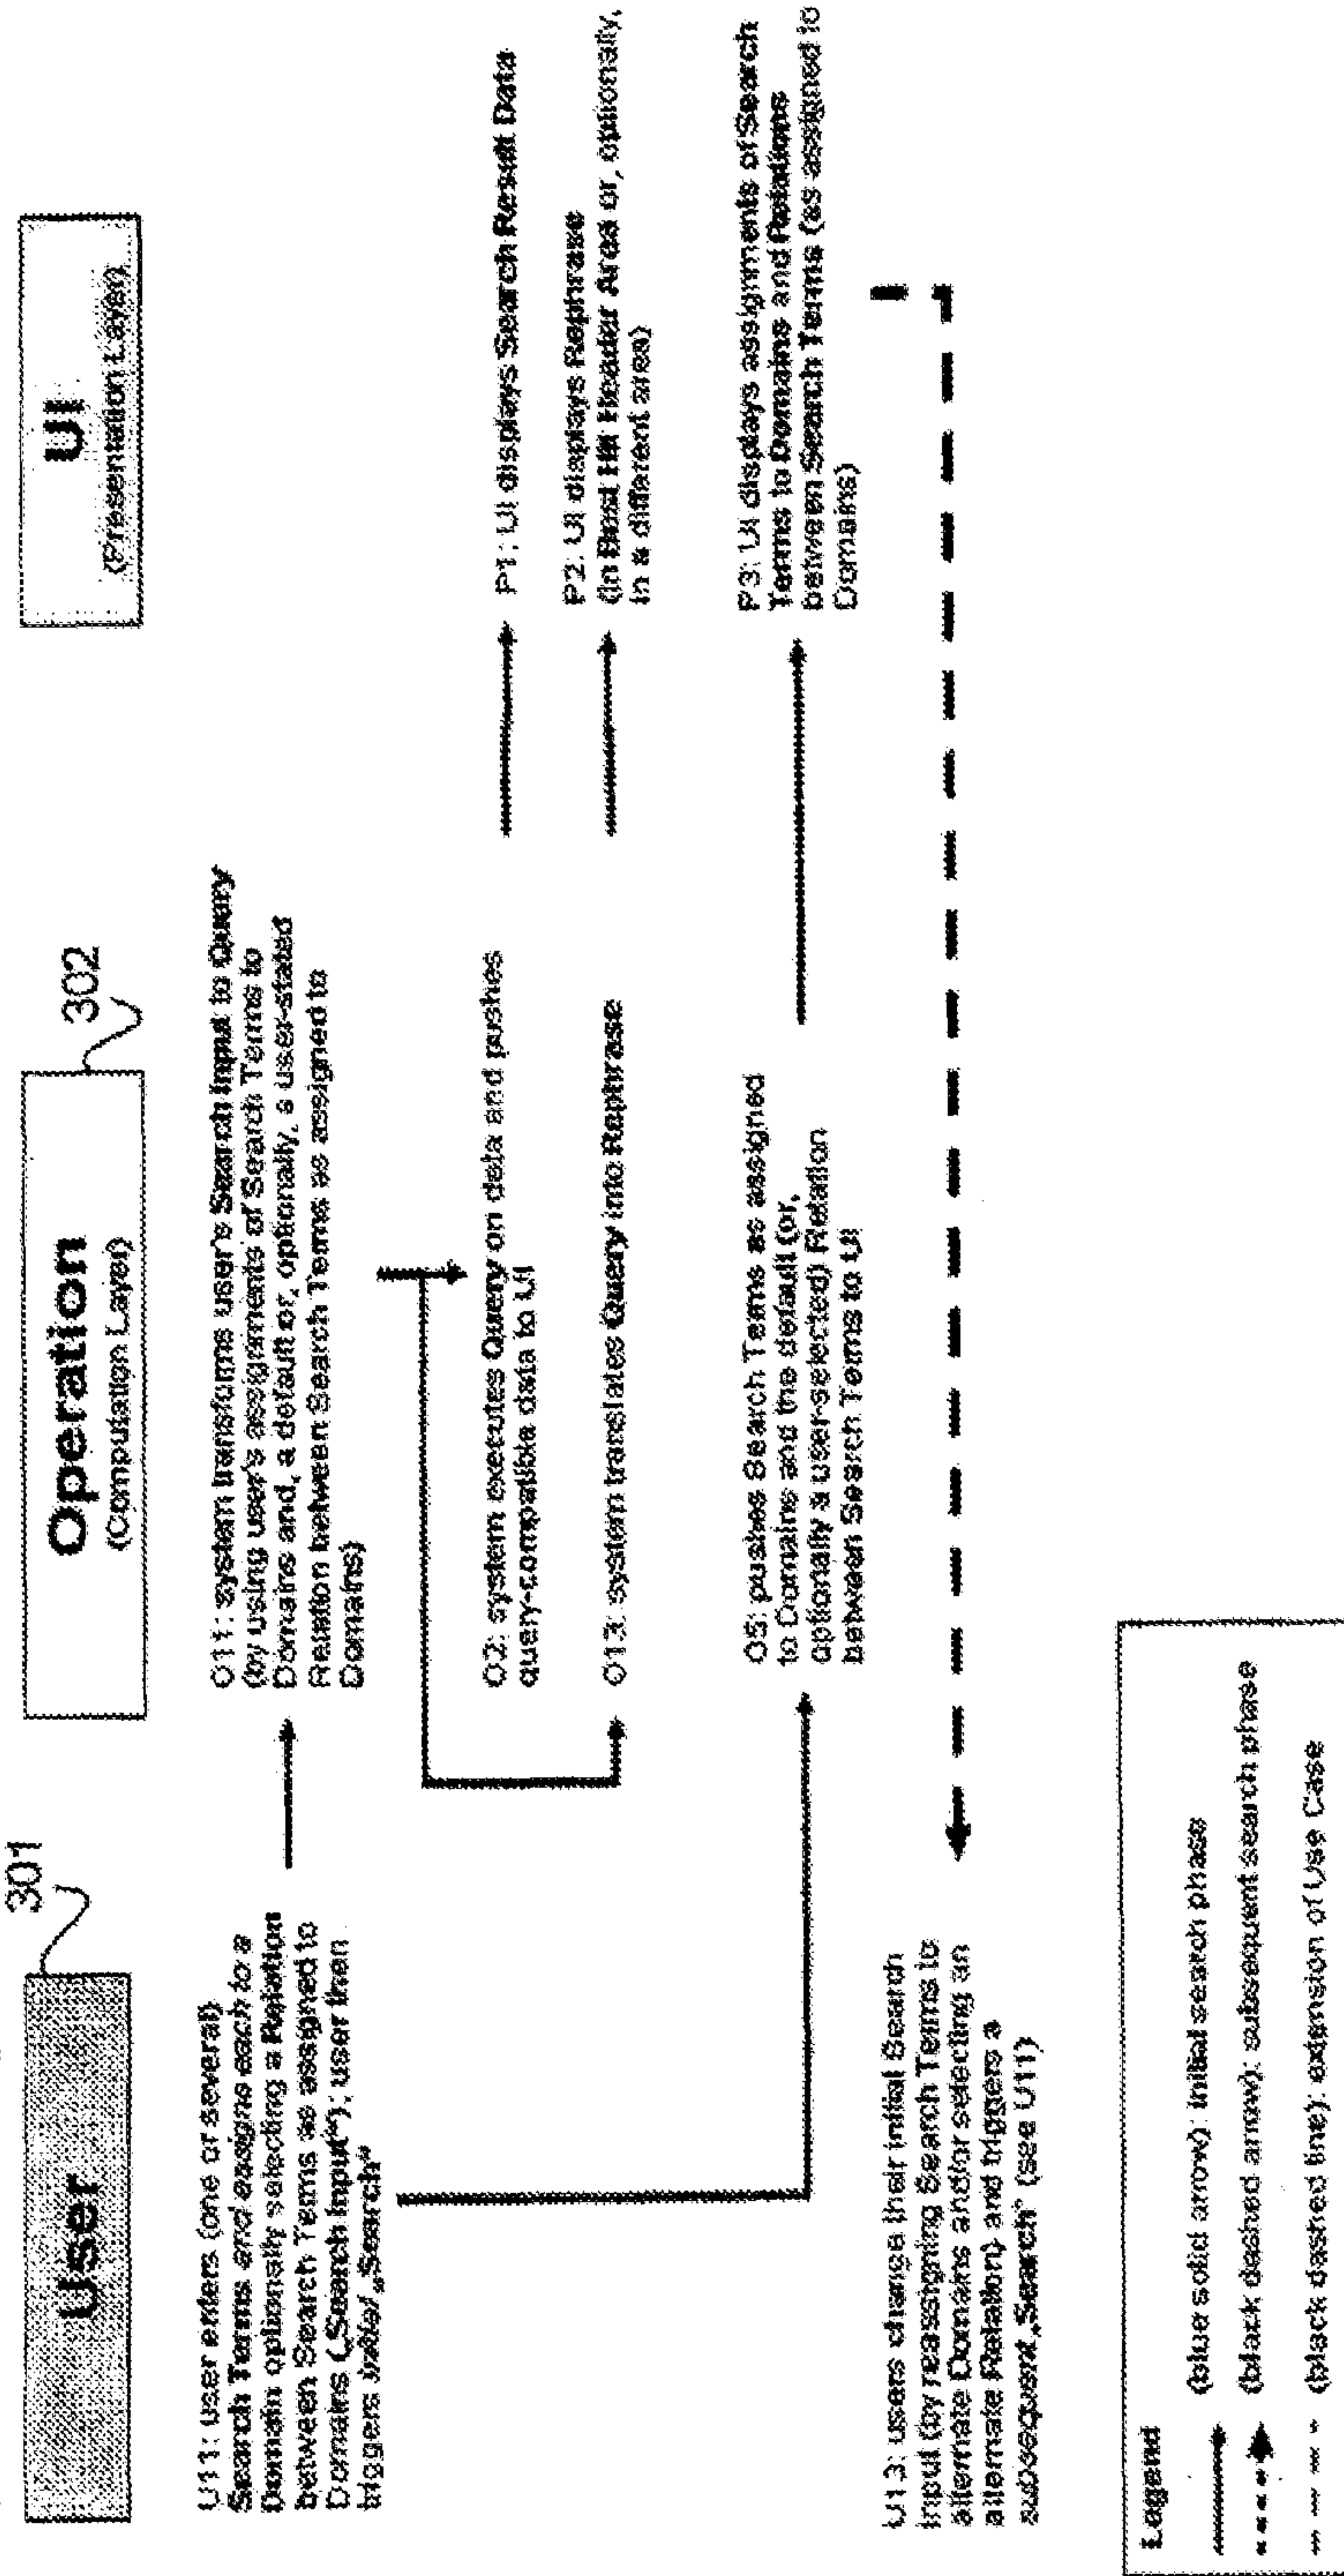 301
User
302
Operation
(Computation Layer)
UI
(Presentation Layer)
U11: user enters (one or several)
Search Terms and assigns each to a
Domain optionally selecting a Relation
between Search Terms as assigned to
Domains („Search Input“); user then
triggers initial „Search“
O11: system transforms user's Search Input to Query
(by using user's assignments of Search Terms to
Domains and, a default or, optionally, a user-stated
Relation between Search Terms as assigned to
Domains)
O2: system executes Query on data and pushes
query-compatible data to UI
P1: UI displays Search Result Data
O13: system translates Query into Rephrase
P2: UI displays Rephrase
(in Best Hit Header Area or, optionally,
in a different area)
O5: pushes Search Terms as assigned
to Domains and the default (or,
optionally a user-selected) Relation
between Search Terms to UI
P3: UI displays assignments of Search
Terms to Domains and Relations
between Search Terms (as assigned to
Domains)
U13: users change their initial Search
Input (by reassigning Search Terms to
alternate Domains and/or selecting an
alternate Relation) and triggers a
subsequent „Search“ (see U11)
Legend
(blue solid arrow): initial search phase
(black dashed arrow): subsequent search phase
(black dashed line): extension of Use Case